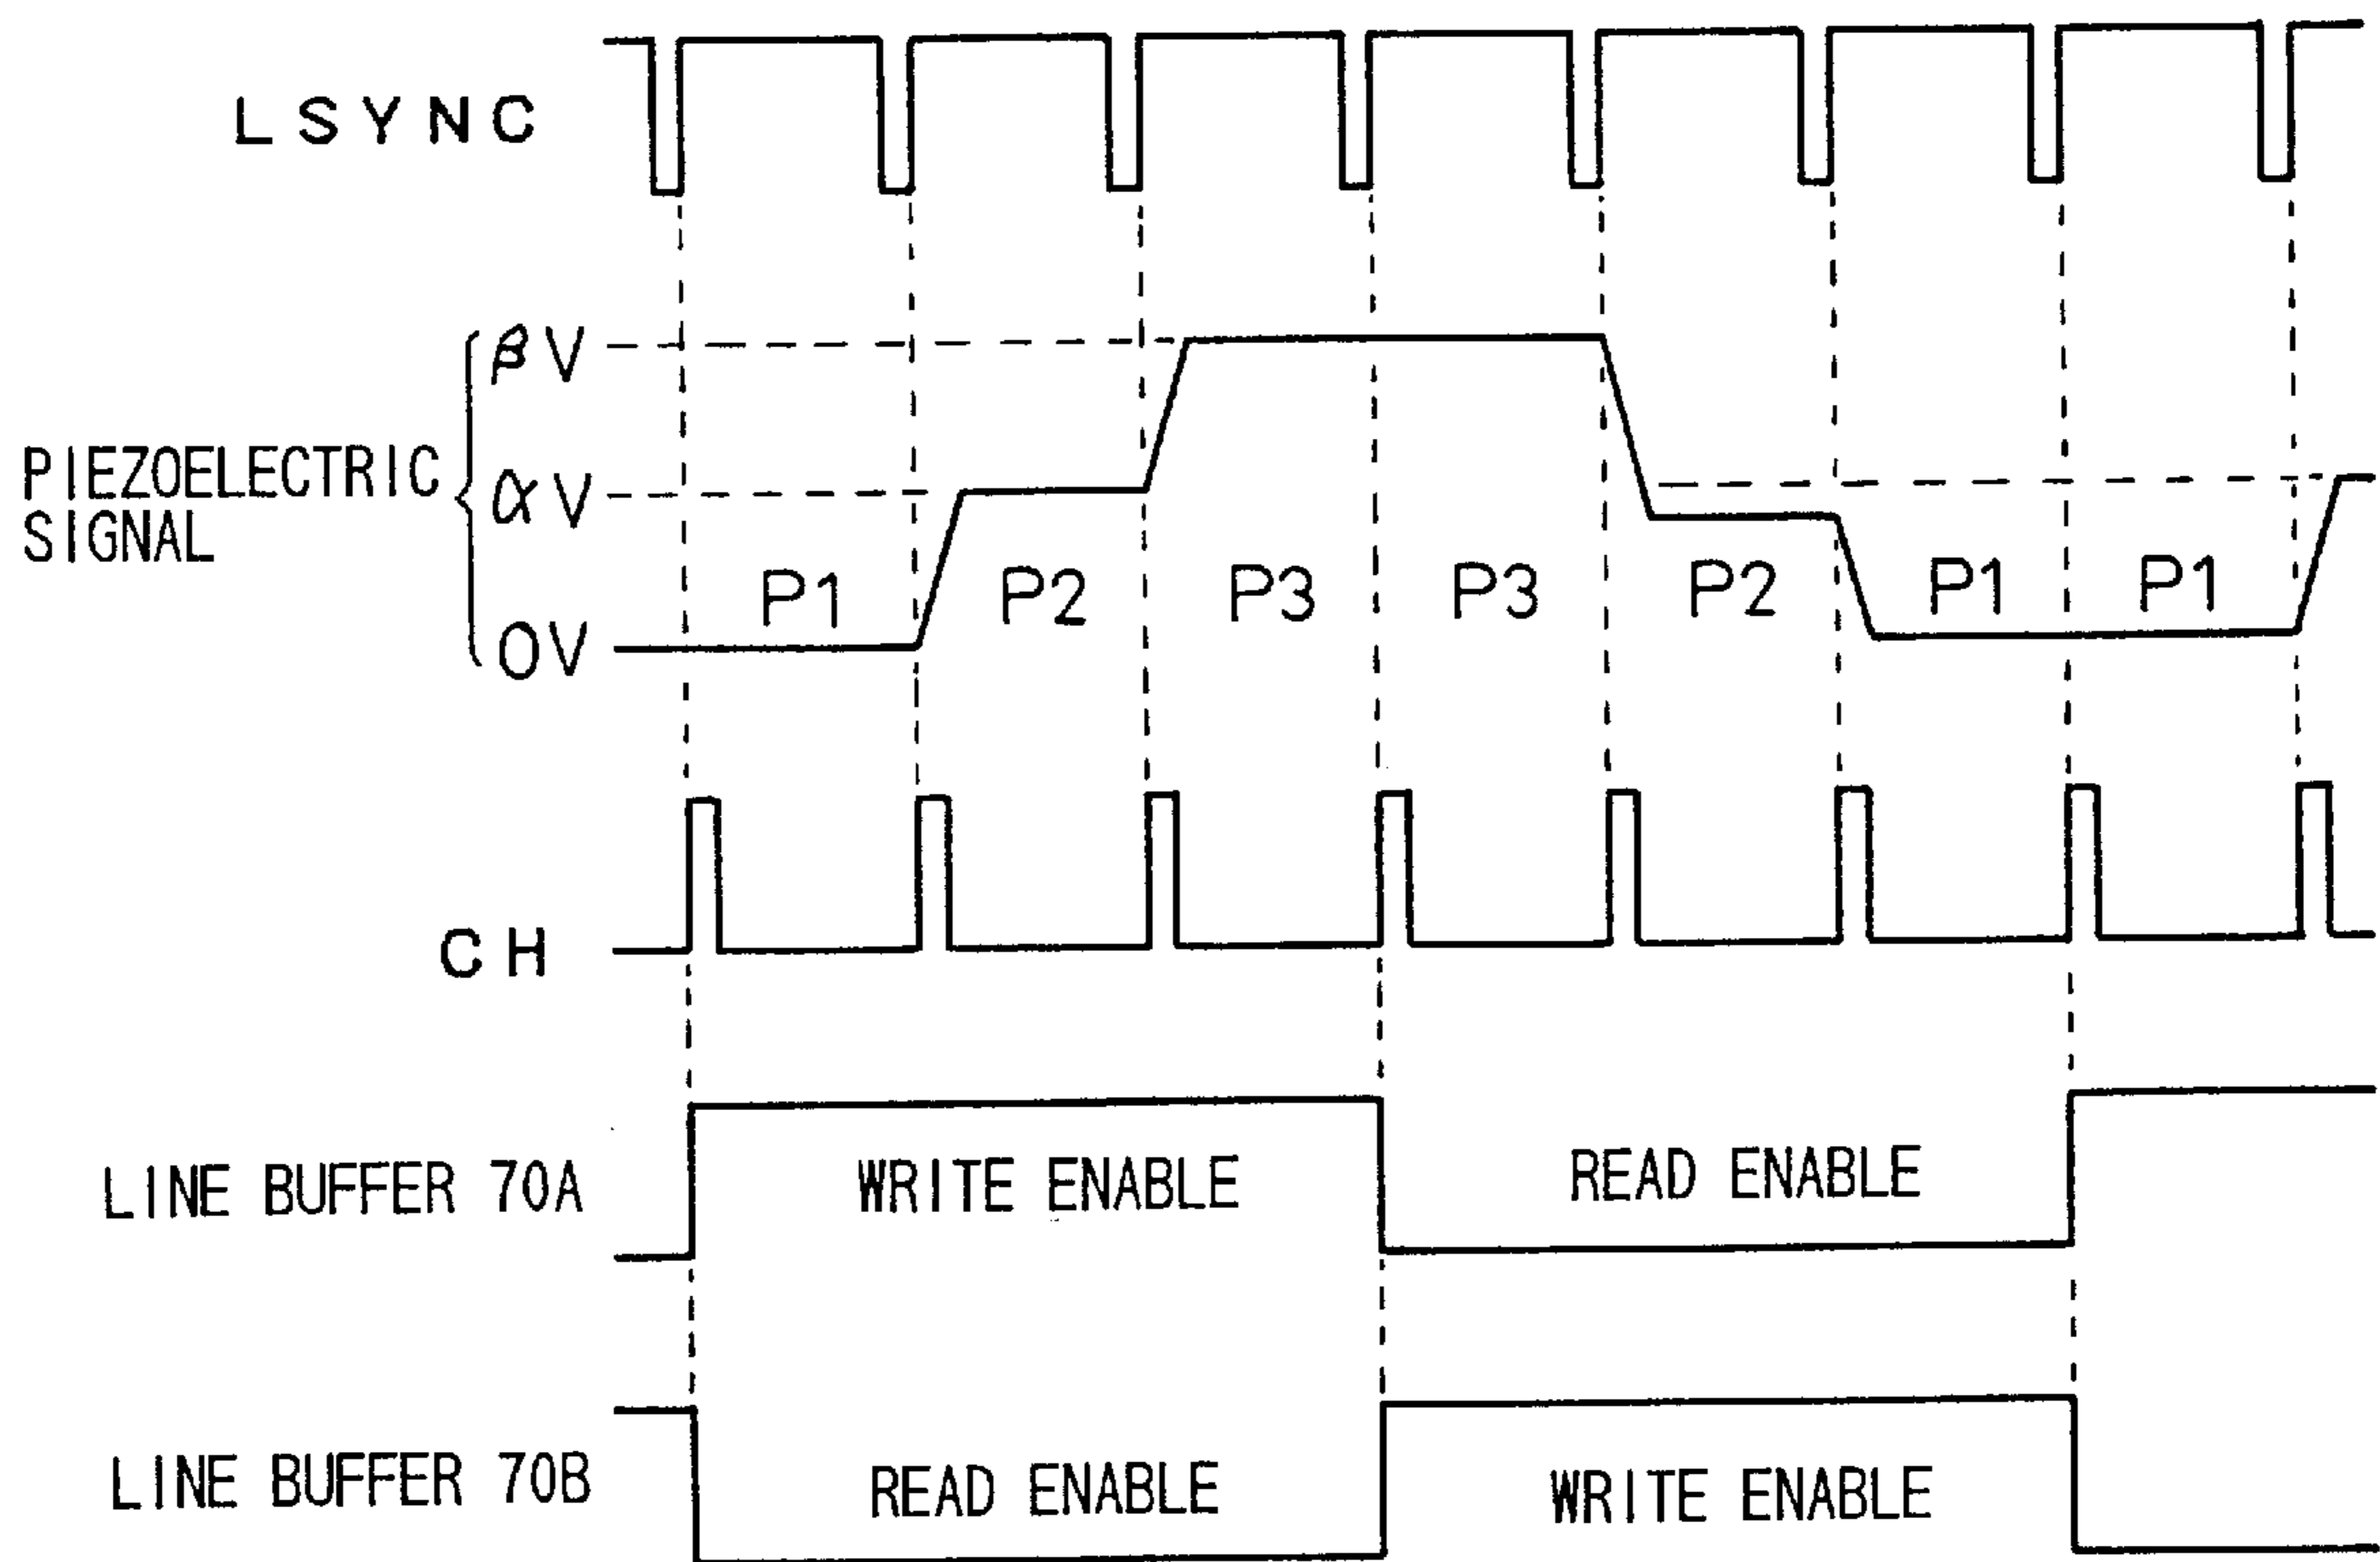 LSYNC
βV
PIEZOELECTRIC
SIGNAL
αV
0V
P1
P2
P3
P3
P2
P1
P1
CH
LINE BUFFER 70A
WRITE ENABLE
READ ENABLE
LINE BUFFER 70B
READ ENABLE
WRITE ENABLE